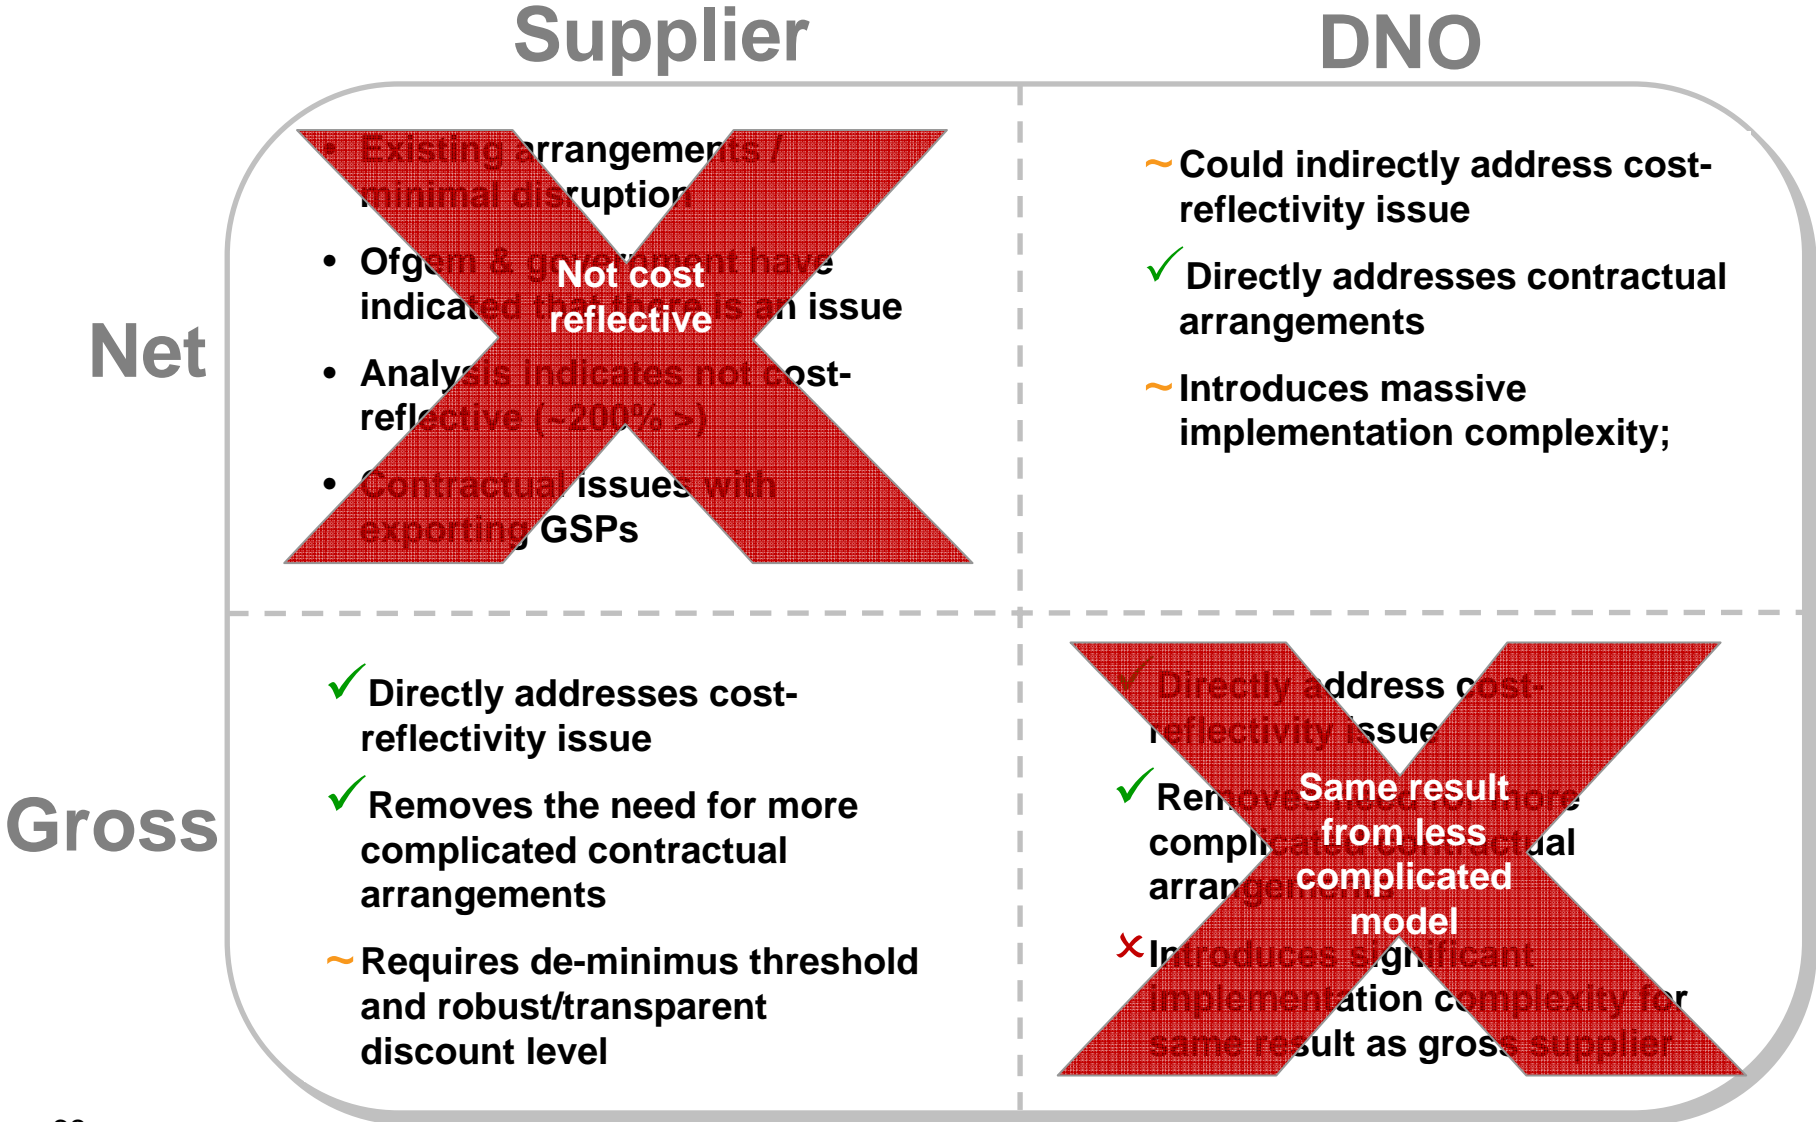 Supplier
DNO
Net
Gross
• Existing arrangements /
minimal disruption
• Ofgem & government have
indicated that there is an issue
• Analysis indicates not cost-
reflective (~200% >)
• Contractual issues with
exporting GSPs
Not cost
reflective
~ Could indirectly address cost-
reflectivity issue
✓ Directly addresses contractual
arrangements
~ Introduces massive
implementation complexity;
✓ Directly addresses cost-
reflectivity issue
✓ Removes the need for more
complicated contractual
arrangements
~ Requires de-minimus threshold
and robust/transparent
discount level
✓ Directly address cost-
reflectivity issue
✓ Removes need for more
complicated contractual
arrangements
✗ Introduces significant
implementation complexity for
same result as gross supplier
Same result
from less
complicated
model